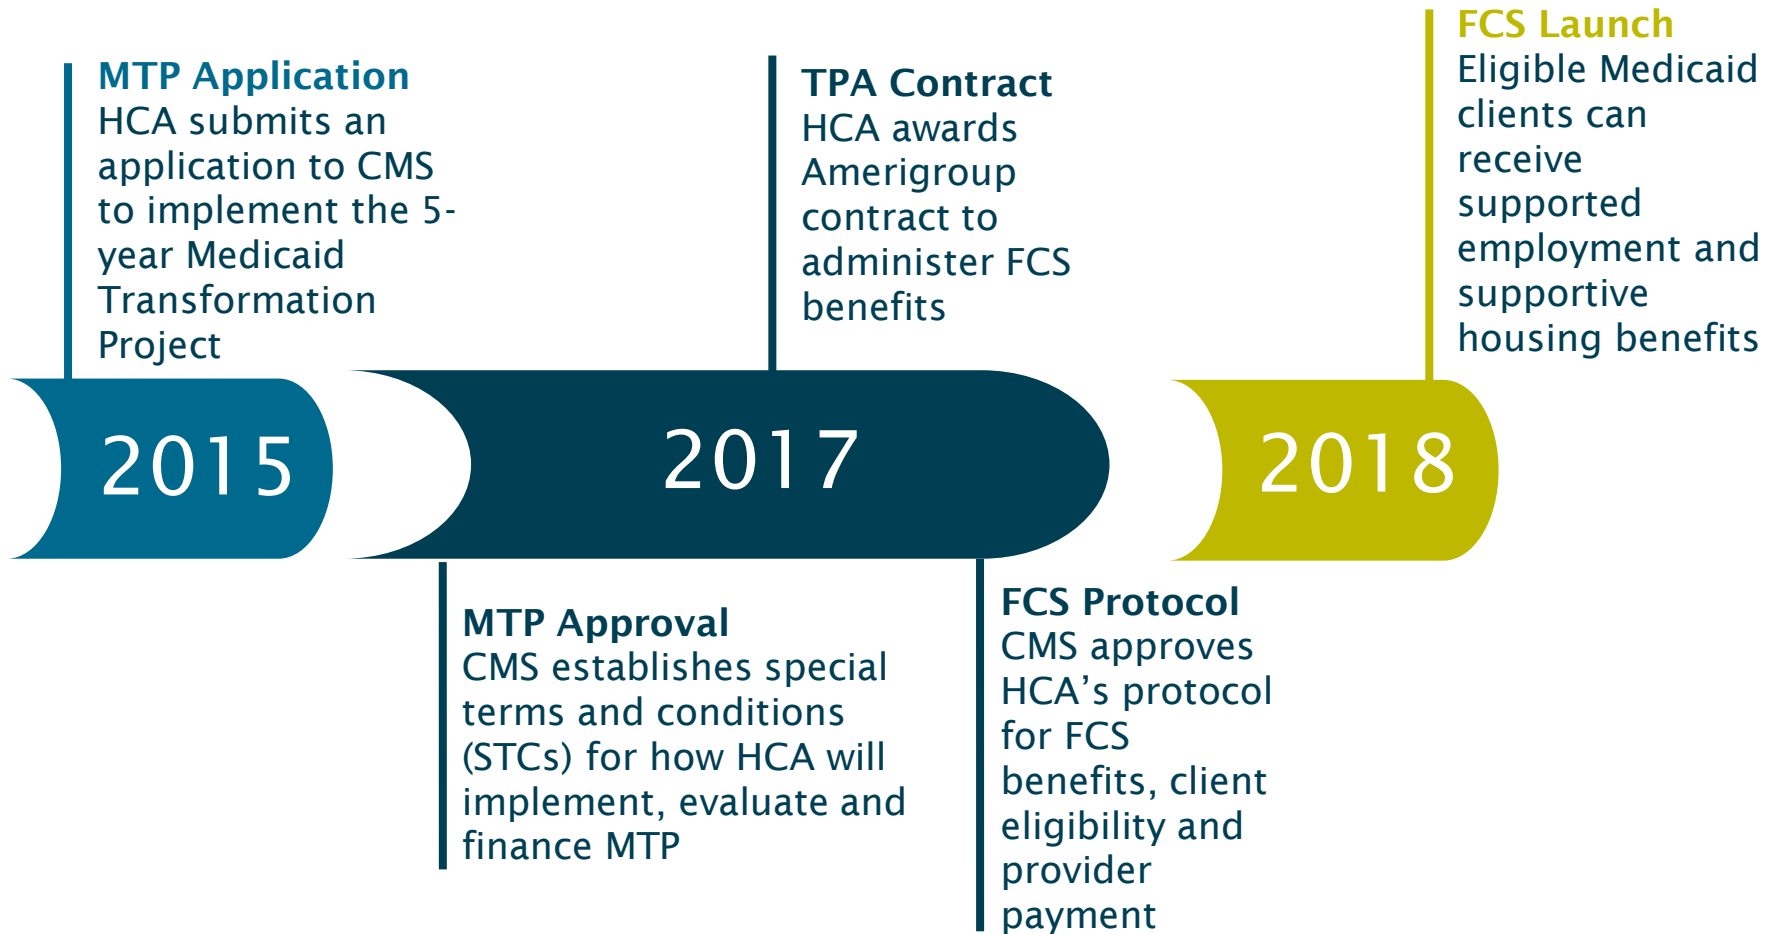 MTP Application
HCA submits an
application to CMS
to implement the 5-
year Medicaid
Transformation
Project
TPA Contract
HCA awards
Amerigroup
contract to
administer FCS
benefits
FCS Launch
Eligible Medicaid
clients can
receive
supported
employment and
supportive
housing benefits
2015
2017
2018
MTP Approval
CMS establishes special
terms and conditions
(STCs) for how HCA will
implement, evaluate and
finance MTP
FCS Protocol
CMS approves
HCA’s protocol
for FCS
benefits, client
eligibility and
provider
payment